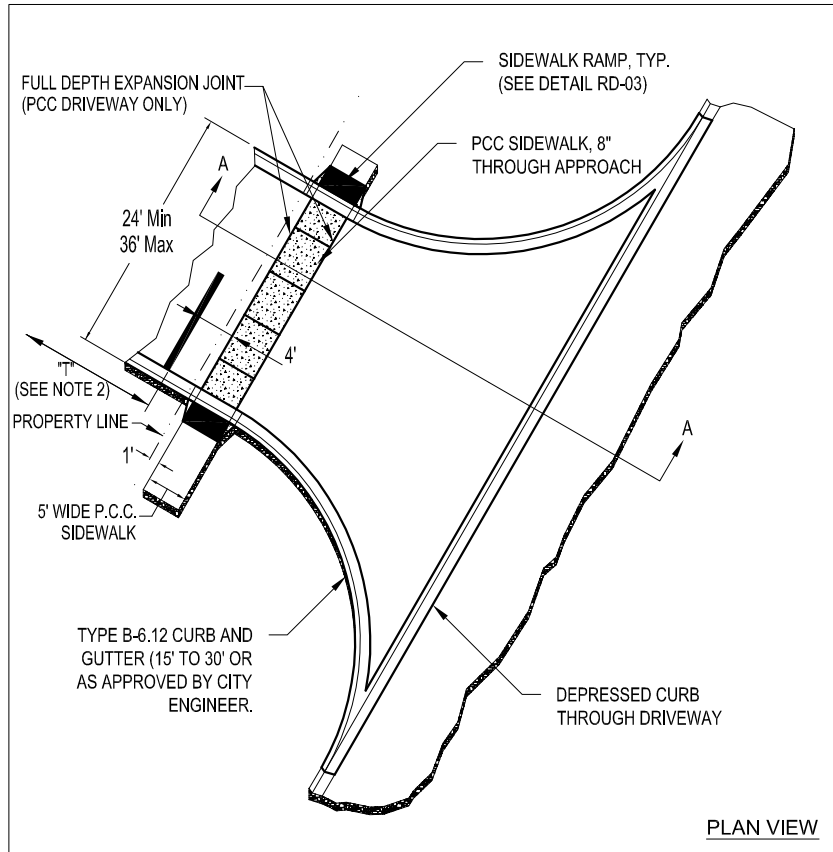 SIDEWALK RAMP, TYP.
(SEE DETAIL RD-03)
FULL DEPTH EXPANSION JOINT
(PCC DRIVEWAY ONLY)
PCC SIDEWALK, 8"
THROUGH APPROACH
A
24' Min
36' Max
4'
"T"
(SEE NOTE 2)
PROPERTY LINE
A
1'
5' WIDE P.C.C.
SIDEWALK
TYPE B-6.12 CURB AND
GUTTER (15' TO 30' OR
AS APPROVED BY CITY
ENGINEER.
DEPRESSED CURB
THROUGH DRIVEWAY
PLAN VIEW